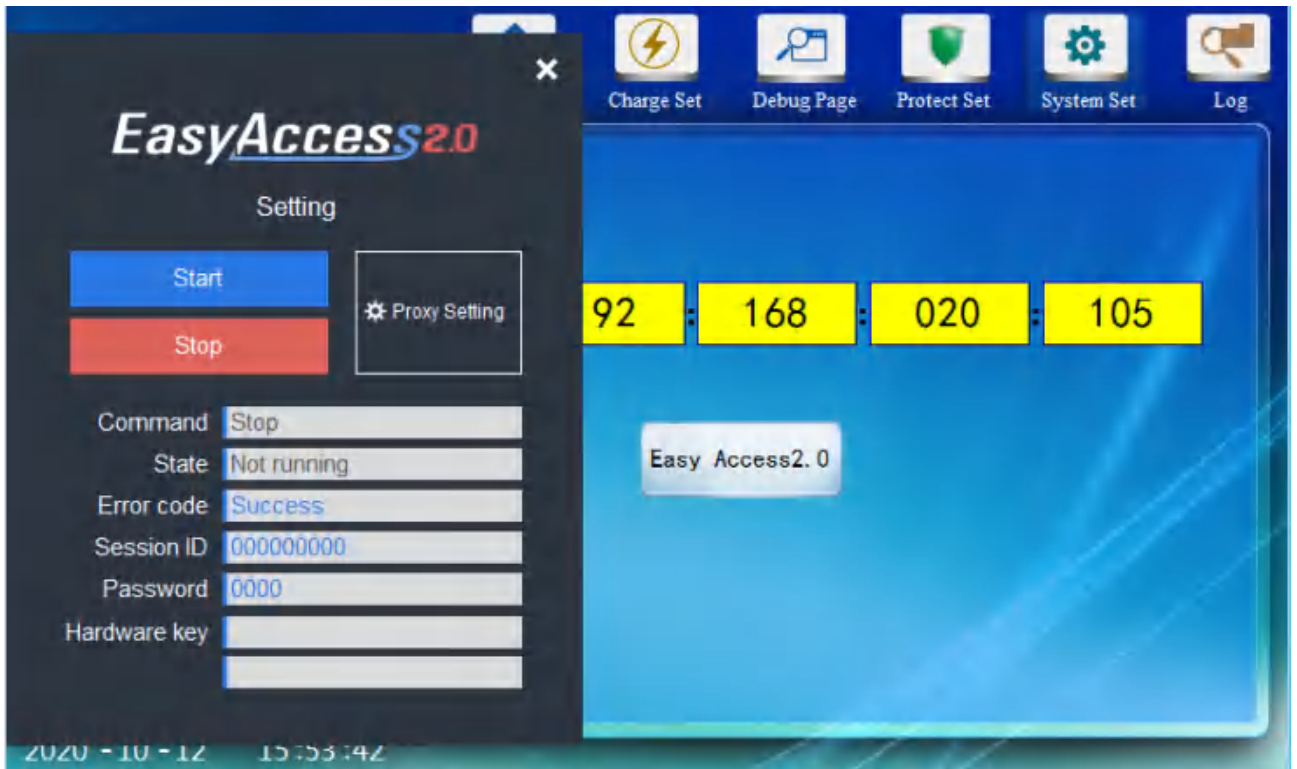 Charge Set
Debug Page
Protect Set
System Set
Log
EasyAccess2.0
Setting
Start
Proxy Setting
Stop
92 : 168 : 020 : 105
Command Stop
State Not running
Easy Access2.0
Error code Success
Session ID 000000000
Password 0000
Hardware key
2020 - 10 - 12 15:53:42